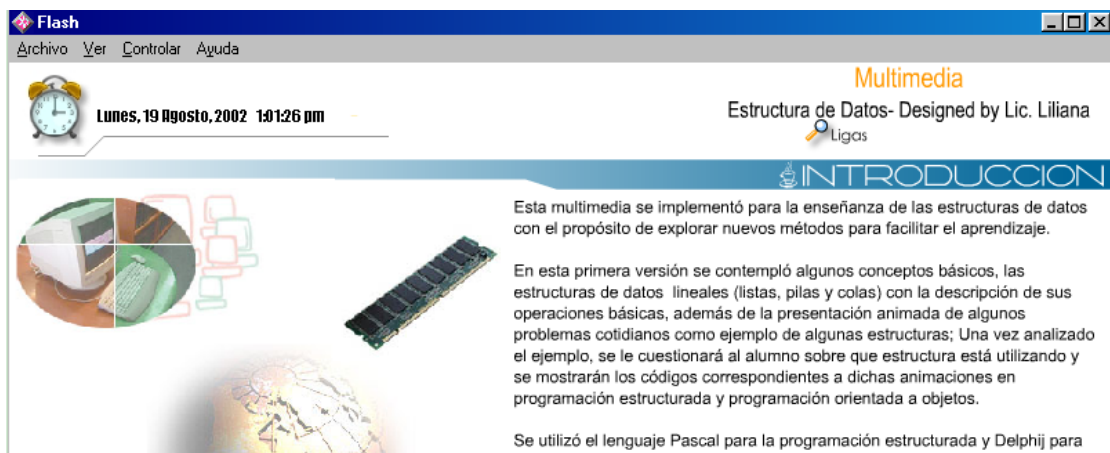 Flash
Archivo Ver Controlar Ayuda
Lunes, 19 Agosto, 2002 1:01:26 pm
Multimedia
Estructura de Datos- Designed by Lic. Liliana
Ligas
INTRODUCCION
Esta multimedia se implementó para la enseñanza de las estructuras de datos
con el propósito de explorar nuevos métodos para facilitar el aprendizaje.
En esta primera versión se contempló algunos conceptos básicos, las
estructuras de datos lineales (listas, pilas y colas) con la descripción de sus
operaciones básicas, además de la presentación animada de algunos
problemas cotidianos como ejemplo de algunas estructuras; Una vez analizado
el ejemplo, se le cuestionará al alumno sobre que estructura está utilizando y
se mostrarán los códigos correspondientes a dichas animaciones en
programación estructurada y programación orientada a objetos.
Se utilizó el lenguaje Pascal para la programación estructurada y Delphij para